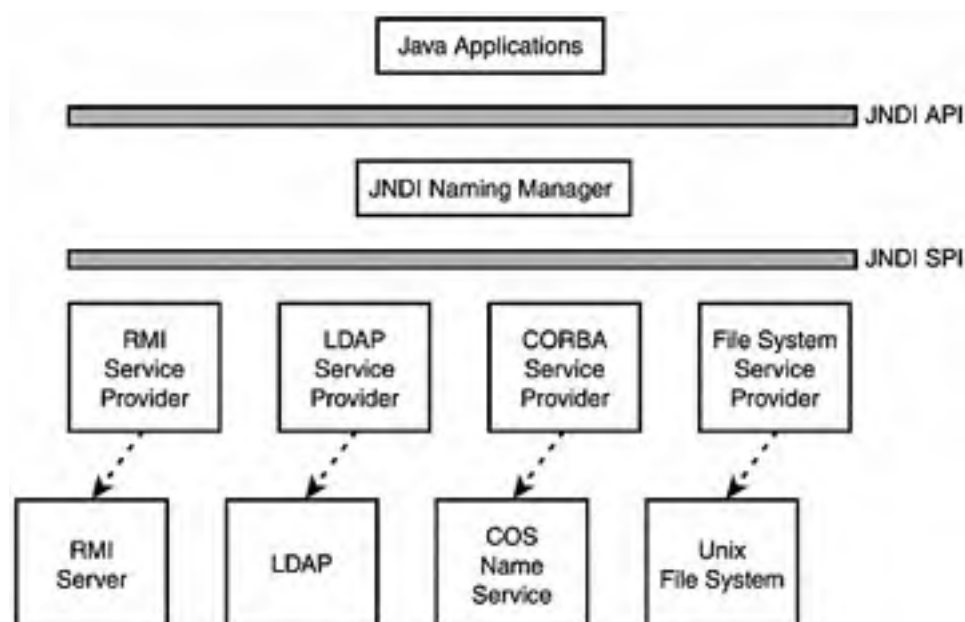 Java Applications
JNDI API
JNDI Naming Manager
JNDI SPI
RMI
Service
Provider
LDAP
Service
Provider
CORBA
Service
Provider
File System
Service
Provider
RMI
Server
LDAP
COS
Name
Service
Unix
File System